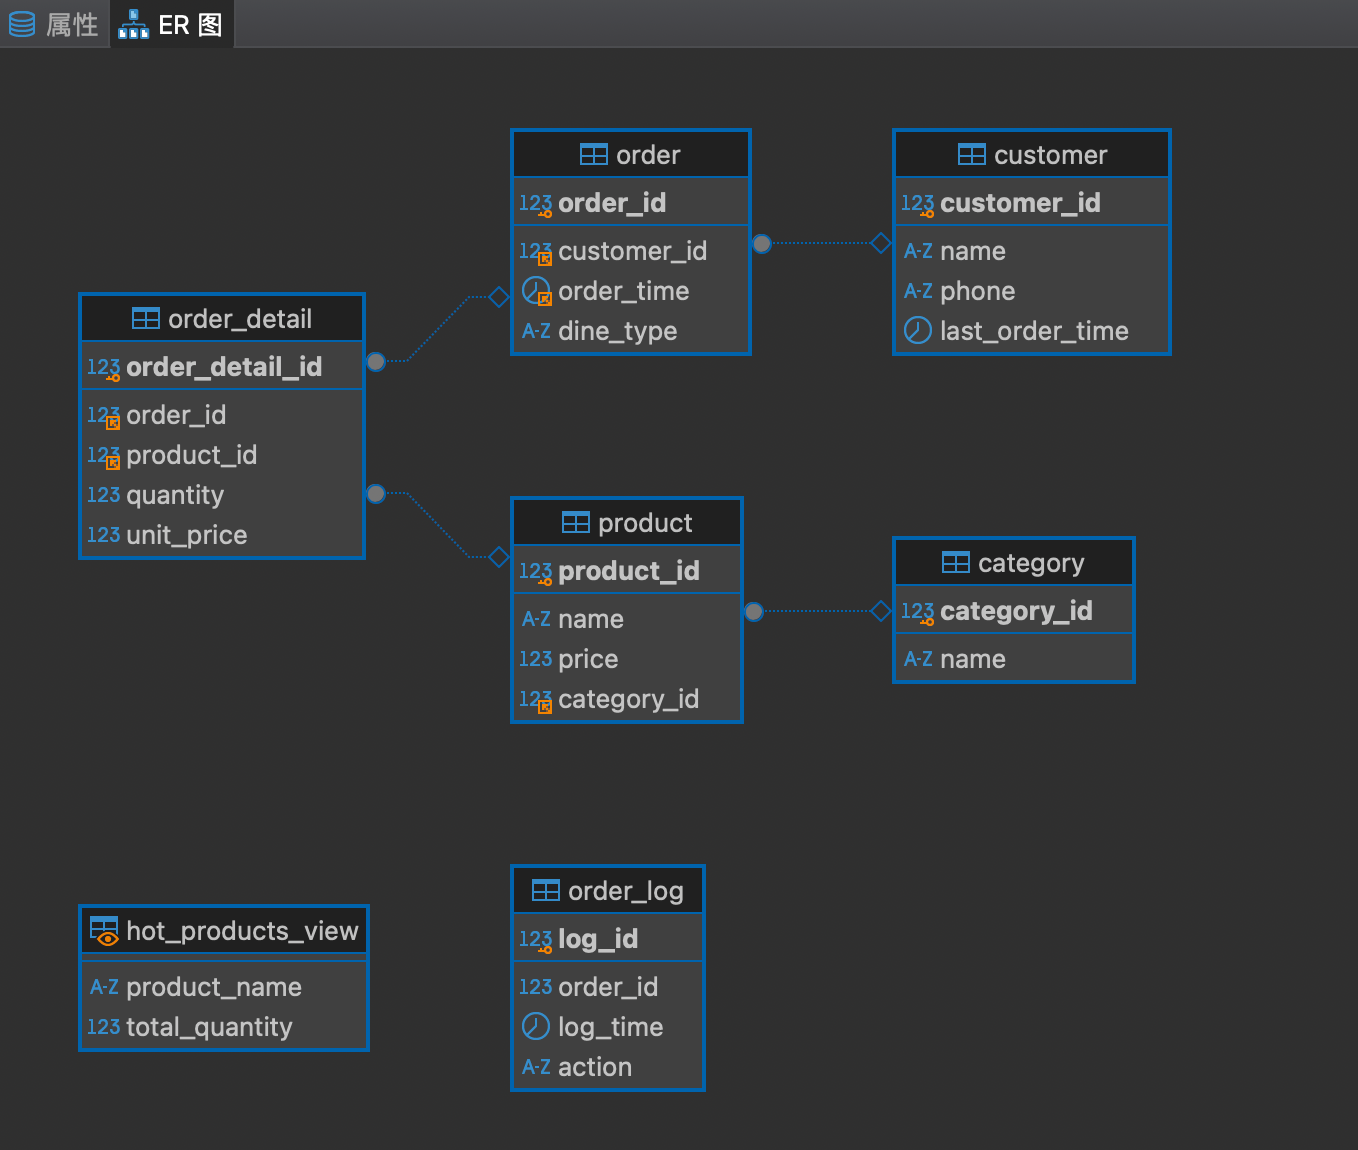 属性
ER 图
order
123 order_id
123 customer_id
order_time
A-Z dine_type
customer
123 customer_id
A-Z name
A-Z phone
last_order_time
order_detail
123 order_detail_id
123 order_id
123 product_id
123 quantity
123 unit_price
product
123 product_id
A-Z name
123 price
123 category_id
category
123 category_id
A-Z name
hot_products_view
A-Z product_name
123 total_quantity
order_log
123 log_id
123 order_id
log_time
A-Z action